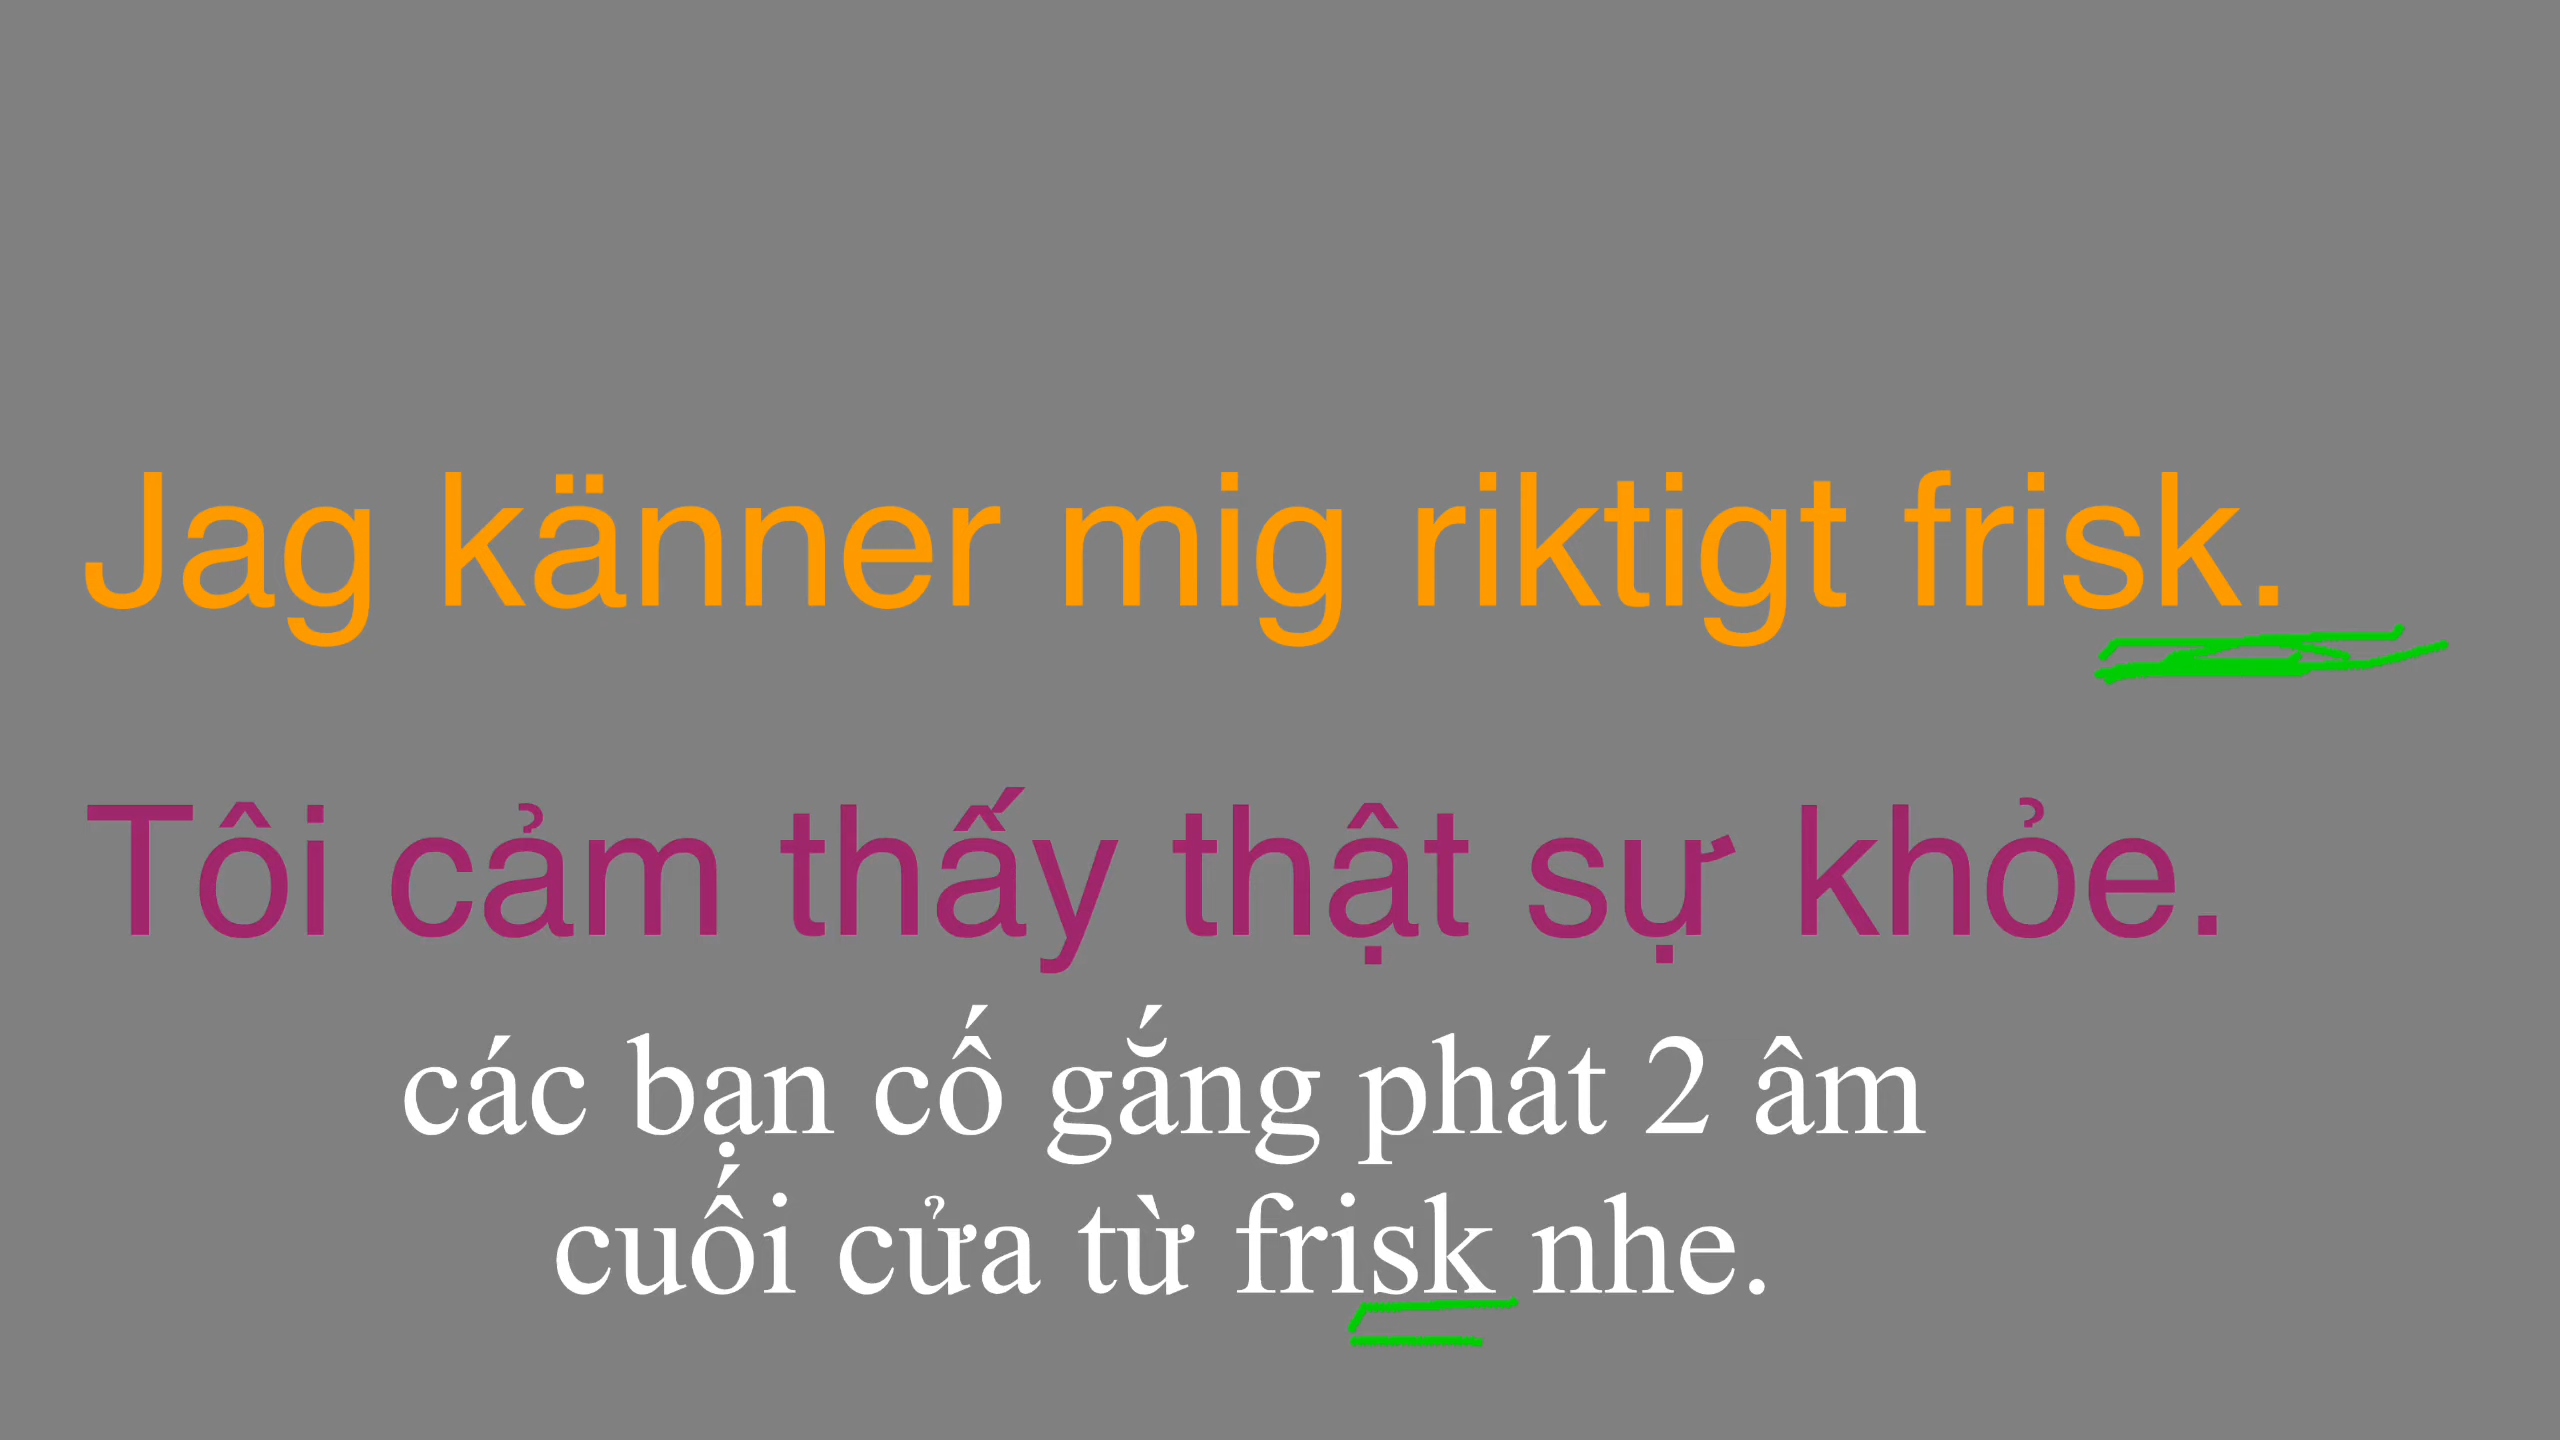 Jag känner mig riktigt frisk.
Tôi cảm thấy thật sự khỏe.
các bạn cố gắng phát 2 âm
cuối cửa từ frisk nhe.